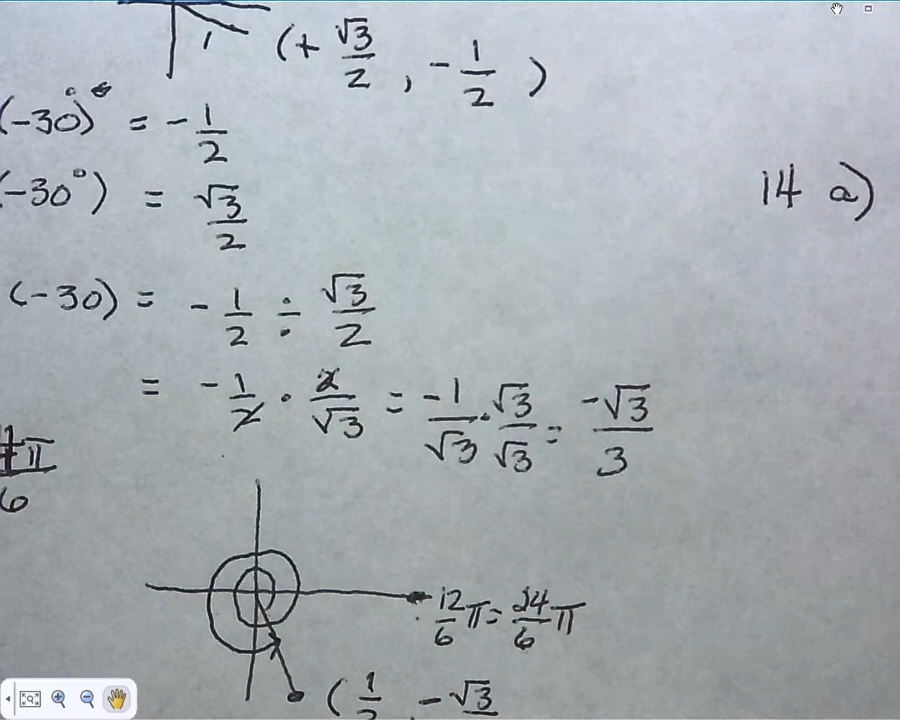 1 (+ √3/2 , - 1/2 )
(-30°) = - 1/2
(-30°) = √3/2
14 a)
(-30) = - 1/2 ÷ √3/2
= - 1/2 · 2/√3 = -1/√3 · √3/√3 = -√3/3
π/6
12/6 π = 24/6 π
( 1/2 , -√3